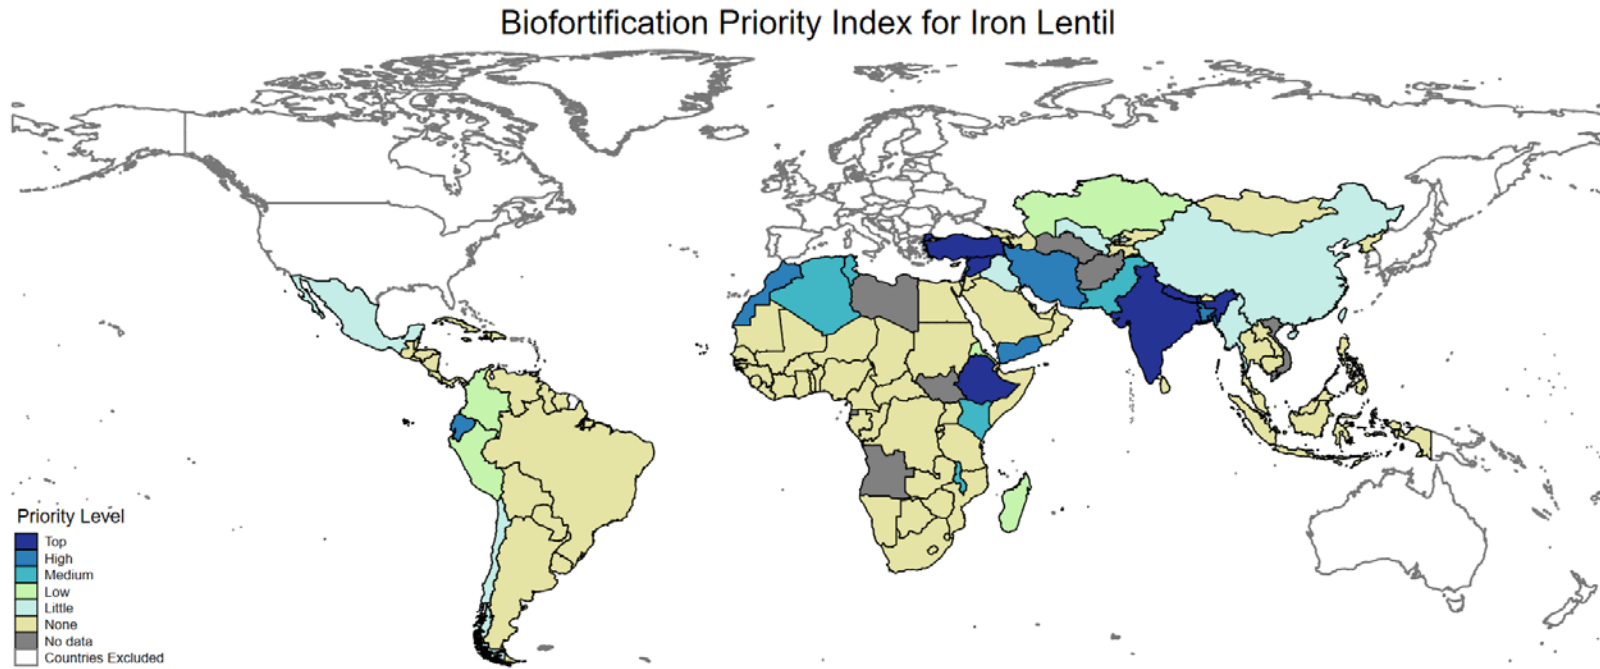 Biofortification Priority Index for Iron Lentil
Priority Level
Top
High
Medium
Low
Little
None
No data
Countries Excluded